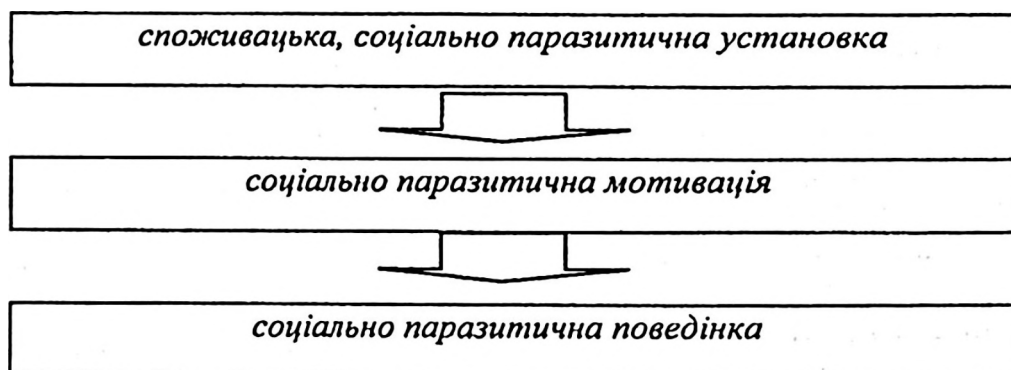 споживацька, соціально паразитична установка
соціально паразитична мотивація
соціально паразитична поведінка